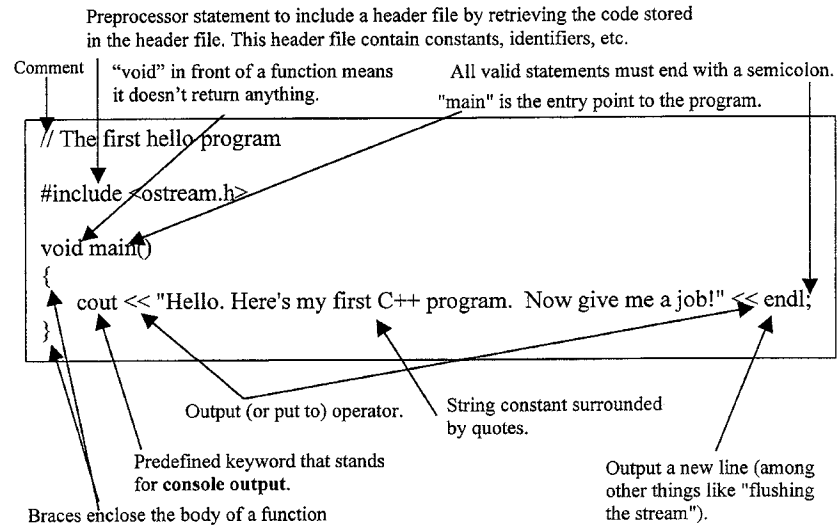 Preprocessor statement to include a header file by retrieving the code stored
in the header file. This header file contain constants, identifiers, etc.
Comment
"void" in front of a function means
it doesn't return anything.
All valid statements must end with a semicolon.
"main" is the entry point to the program.
// The first hello program
#include <ostream.h>
void main()
{
cout << "Hello. Here's my first C++ program. Now give me a job!" << endl;
}
Output (or put to) operator.
String constant surrounded
by quotes.
Predefined keyword that stands
for console output.
Output a new line (among
other things like "flushing
the stream").
Braces enclose the body of a function